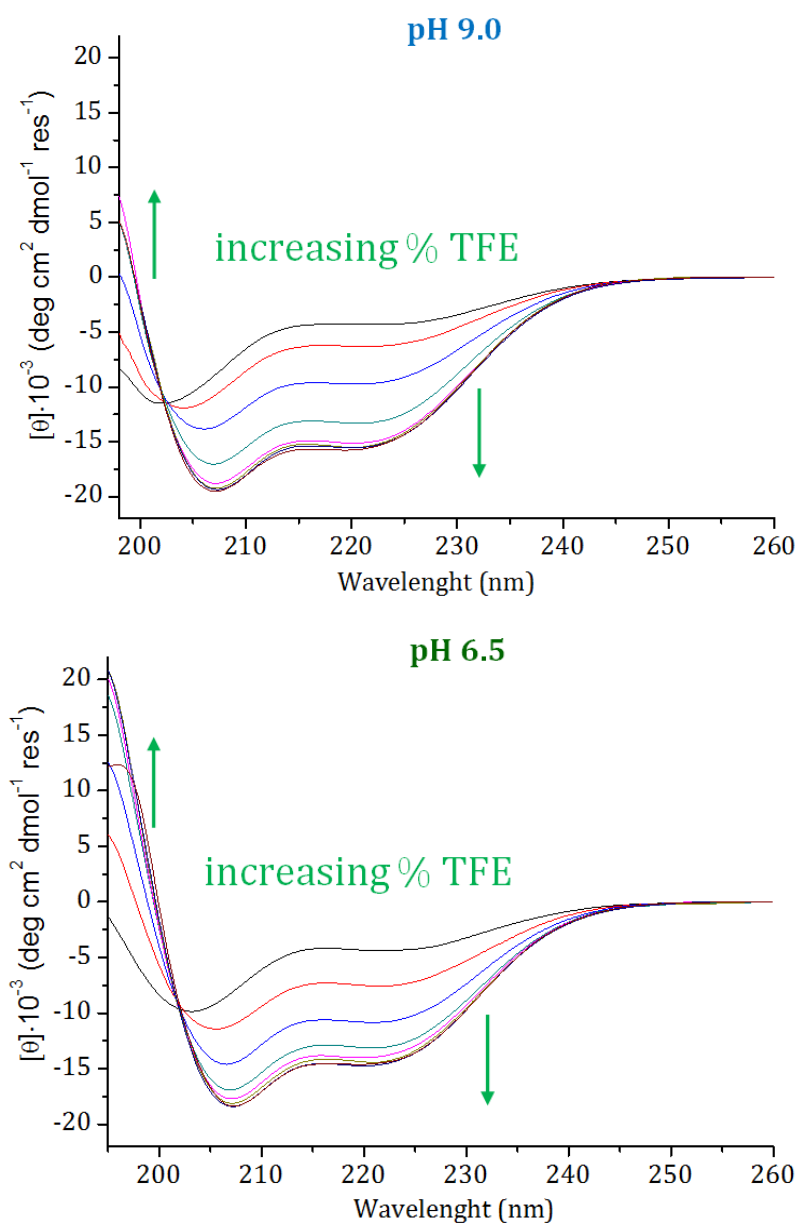 pH 9.0
20
15
10
5
0
-5
-10
-15
-20
[θ]·10⁻³ (deg cm² dmol⁻¹ res⁻¹)
increasing % TFE
200 210 220 230 240 250 260
Wavelenght (nm)
pH 6.5
20
15
10
5
0
-5
-10
-15
-20
[θ]·10⁻³ (deg cm² dmol⁻¹ res⁻¹)
increasing % TFE
200 210 220 230 240 250 260
Wavelenght (nm)